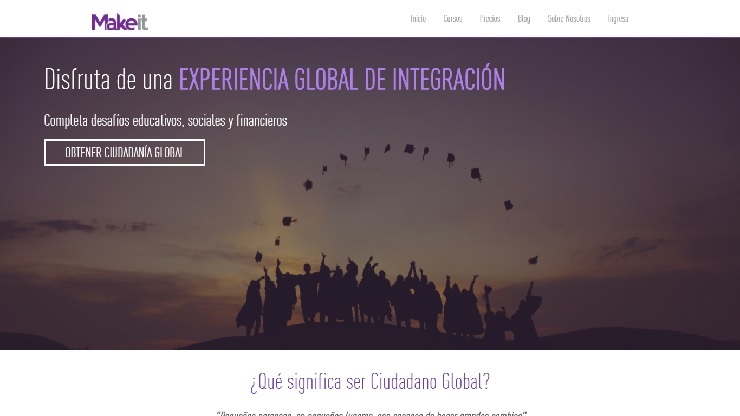 Makeit
Inicio Cursos Precios Blog Sobre Nosotros Ingresa
Disfruta de una EXPERIENCIA GLOBAL DE INTEGRACIÓN
Completa desafíos educativos, sociales y financieros
OBTENER CIUDADANÍA GLOBAL
¿Qué significa ser Ciudadano Global?